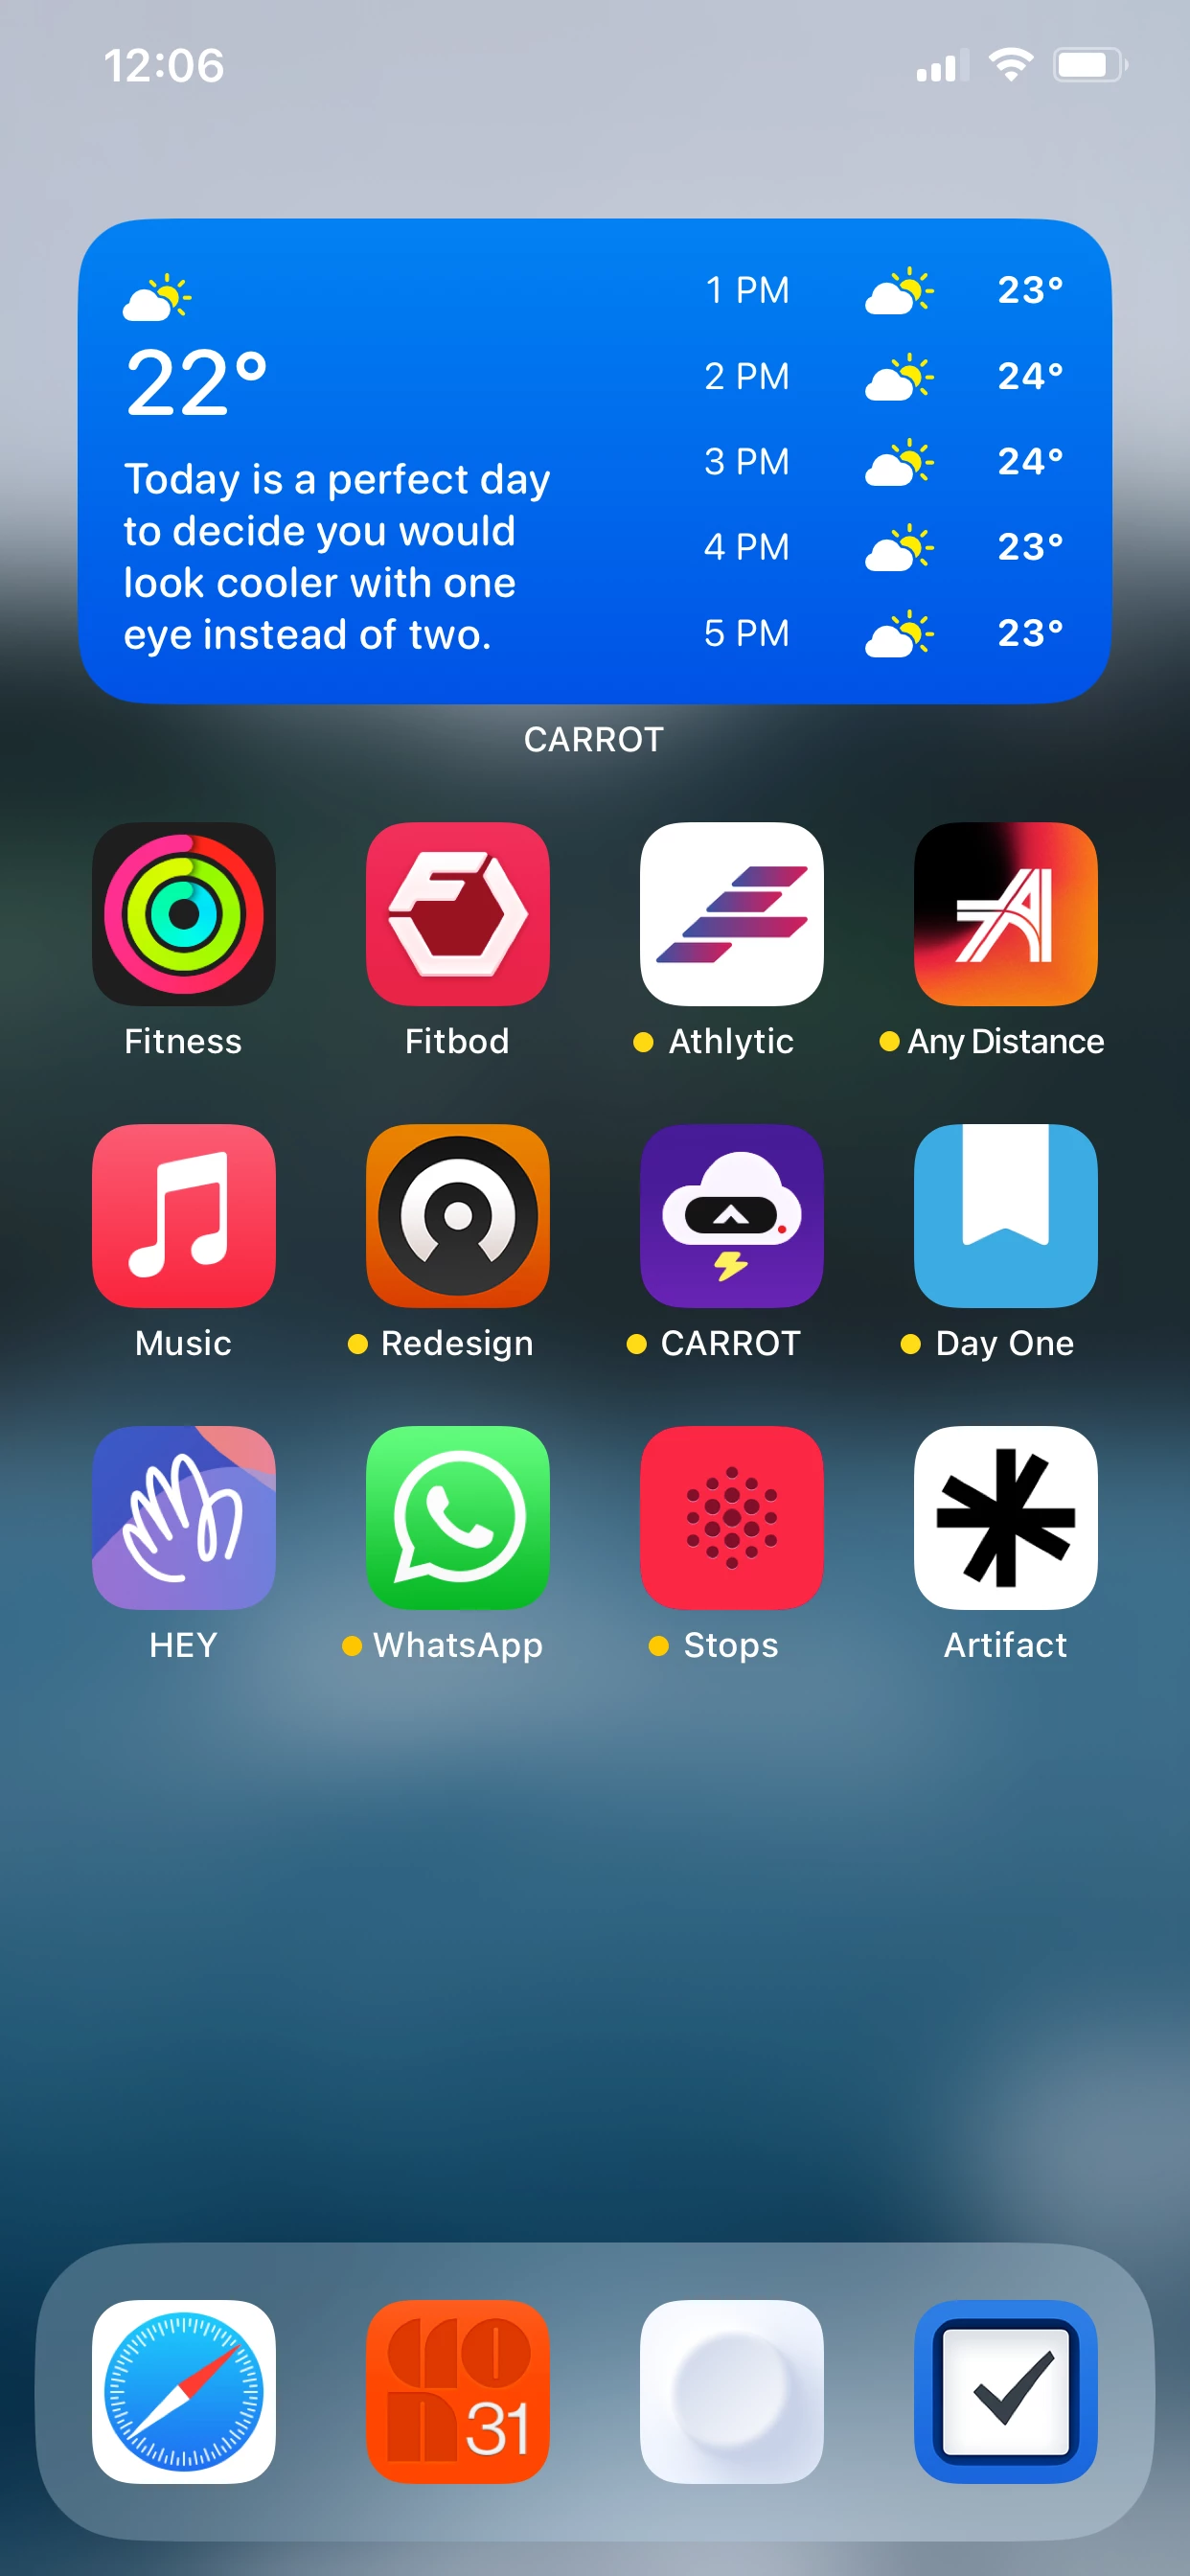 12:06
22°
Today is a perfect day
to decide you would
look cooler with one
eye instead of two.
1 PM 23°
2 PM 24°
3 PM 24°
4 PM 23°
5 PM 23°
CARROT
Fitness Fitbod Athlytic Any Distance
Music Redesign CARROT Day One
HEY WhatsApp Stops Artifact
31